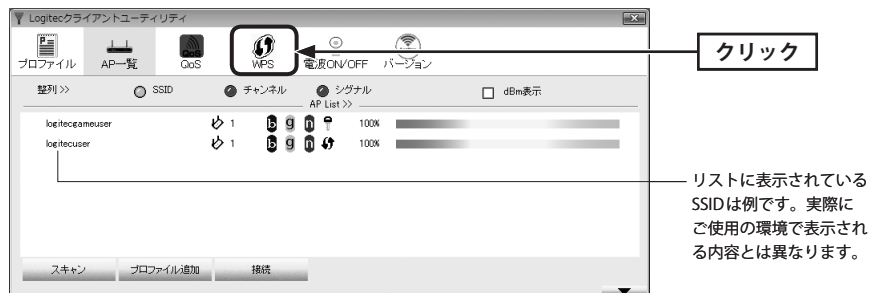 Logitecクライアントユーティリティ
プロファイル AP一覧 QoS WPS 電波ON/OFF バージョン
クリック
整列 >> SSID チャンネル シグナル dBm表示
AP List >>
logitecgameuser 1 b g n 100%
logitecuser 1 b g n 100%
リストに表示されている
SSIDは例です。実際に
ご使用の環境で表示され
る内容とは異なります。
スキャン プロファイル追加 接続